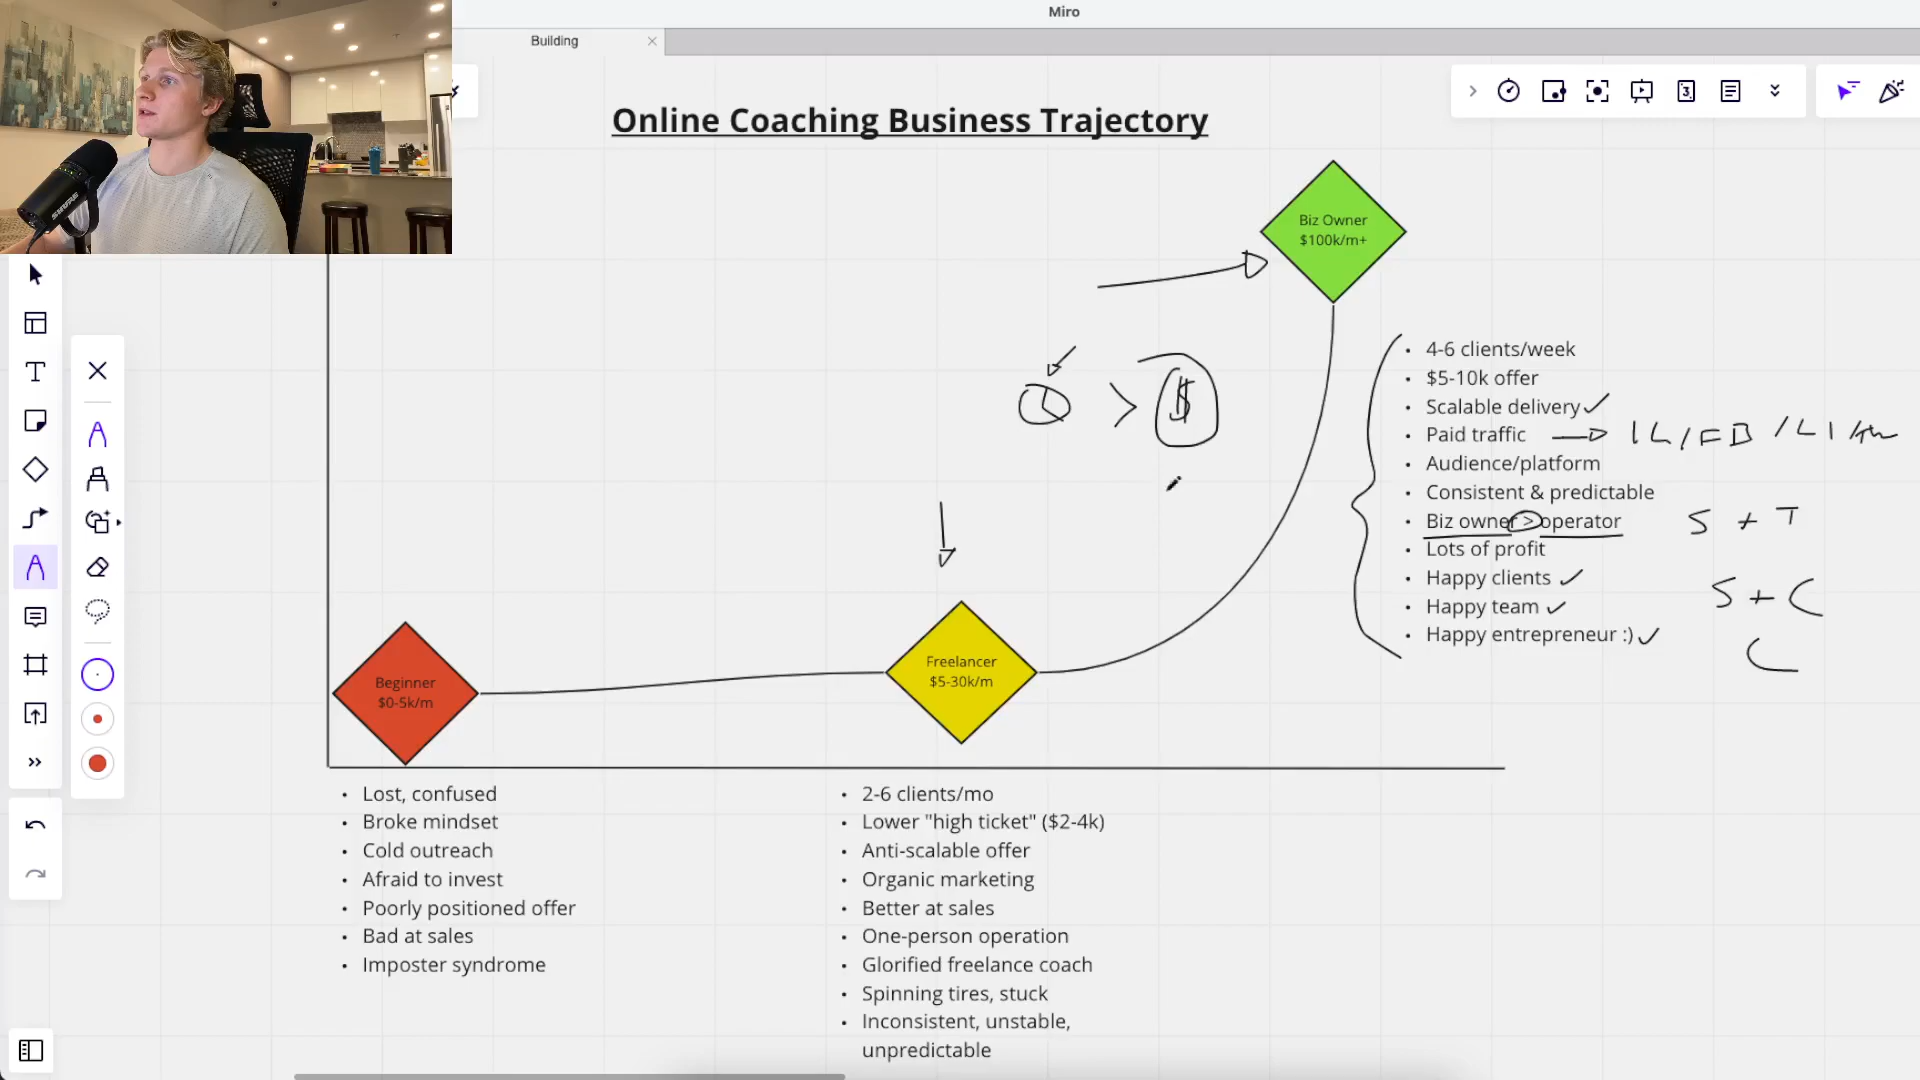 Miro
Building
Online Coaching Business Trajectory
3
SHURE
Biz Owner
$100k/m+
$
>
• 4-6 clients/week
• $5-10k offer
• Scalable delivery ✓
• Paid traffic
• Audience/platform
• Consistent & predictable
• Biz owner > operator
S + T
• Lots of profit
• Happy clients ✓
• Happy team ✓
S + C
• Happy entrepreneur :) ✓
C
Beginner
$0-5k/m
Freelancer
$5-30k/m
• Lost, confused
• Broke mindset
• Cold outreach
• Afraid to invest
• Poorly positioned offer
• Bad at sales
• Imposter syndrome
• 2-6 clients/mo
• Lower "high ticket" ($2-4k)
• Anti-scalable offer
• Organic marketing
• Better at sales
• One-person operation
• Glorified freelance coach
• Spinning tires, stuck
• Inconsistent, unstable,
unpredictable